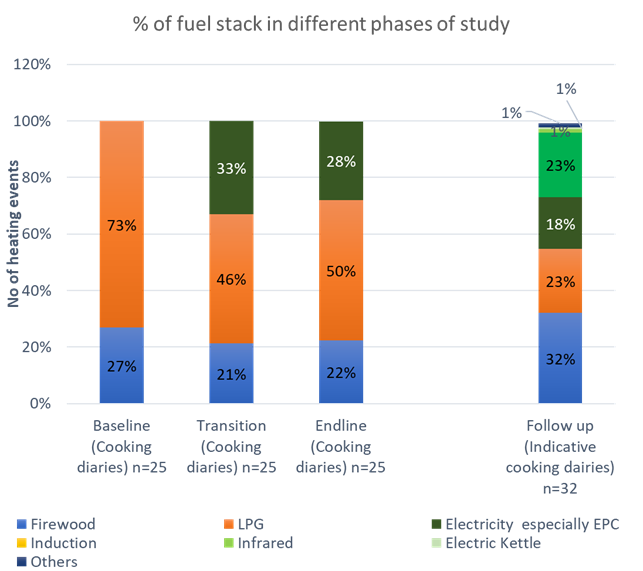 % of fuel stack in different phases of study
120%
100%
80%
60%
40%
20%
0%
No of heating events
73%
27%
33%
46%
21%
28%
50%
22%
1%
1%
1%
23%
18%
23%
32%
Baseline
(Cooking
diaries) n=25
Transition
(Cooking
diaries) n=25
Endline
(Cooking
diaries) n=25
Follow up
(Indicative
cooking dairies)
n=32
Firewood
LPG
Electricity especially EPC
Induction
Infrared
Electric Kettle
Others